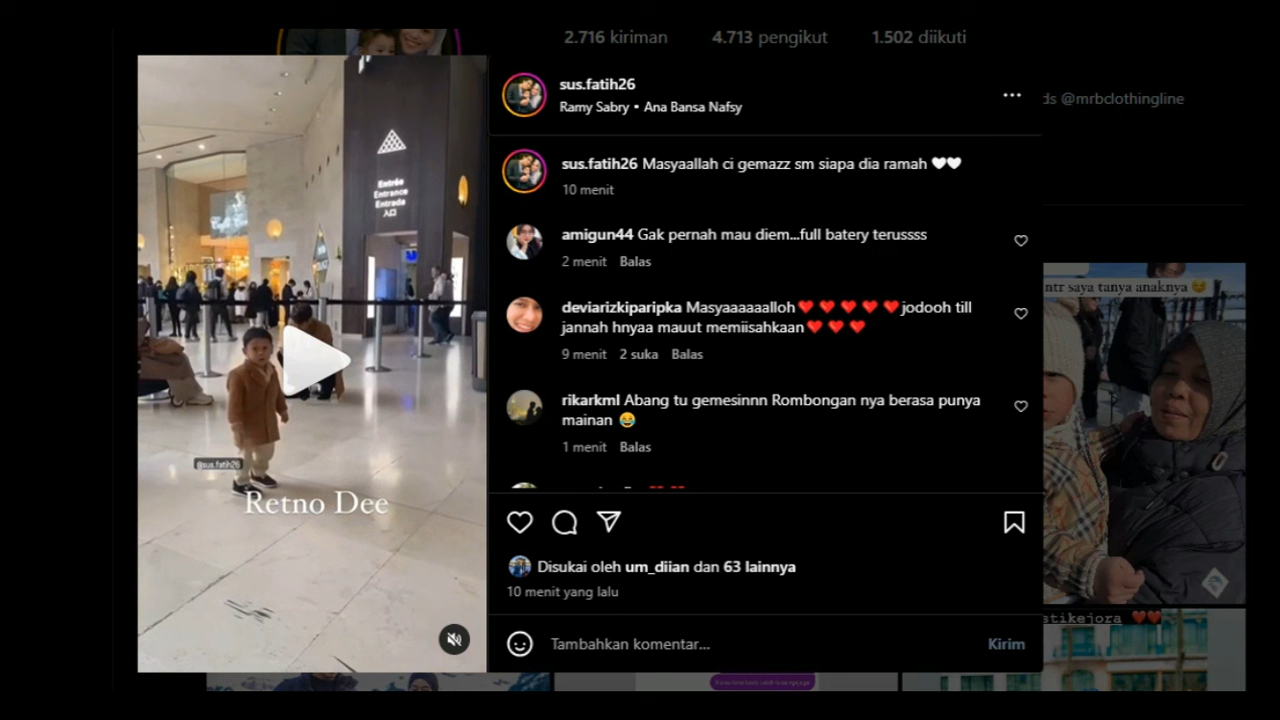 2.716 kiriman 4.713 pengikut 1.502 diikuti
ds @mrbclothingline
sus.fatih26
Ramy Sabry • Ana Bansa Nafsy
sus.fatih26 Masyaallah ci gemazz sm siapa dia ramah 🤍🤍
10 menit
amigun44 Gak pernah mau diem...full batery terussss
2 menit Balas
deviarizkiparipka Masyaaaaaalloh❤️❤️❤️❤️❤️jodooh till
jannah hnyaa mauut memiisahkaan❤️❤️❤️
9 menit 2 suka Balas
rikarkml Abang tu gemesinnn Rombongan nya berasa punya
mainan 😂
1 menit Balas
Disukai oleh um_diian dan 63 lainnya
10 menit yang lalu
Tambahkan komentar...
Kirim
Entrée
Entrance
Entrada
入口
@sus.fatih26
Retno Dee
ntr saya tanya anaknya
stikejora ❤️❤️